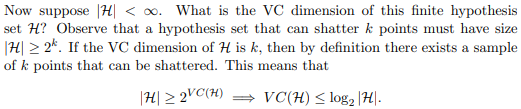 Now suppose |ℋ| < ∞. What is the VC dimension of this finite hypothesis
set ℋ? Observe that a hypothesis set that can shatter k points must have size
|ℋ| ≥ 2^k. If the VC dimension of ℋ is k, then by definition there exists a sample
of k points that can be shattered. This means that
|ℋ| ≥ 2^{VC(ℋ)} ⟹ VC(ℋ) ≤ log₂ |ℋ|.